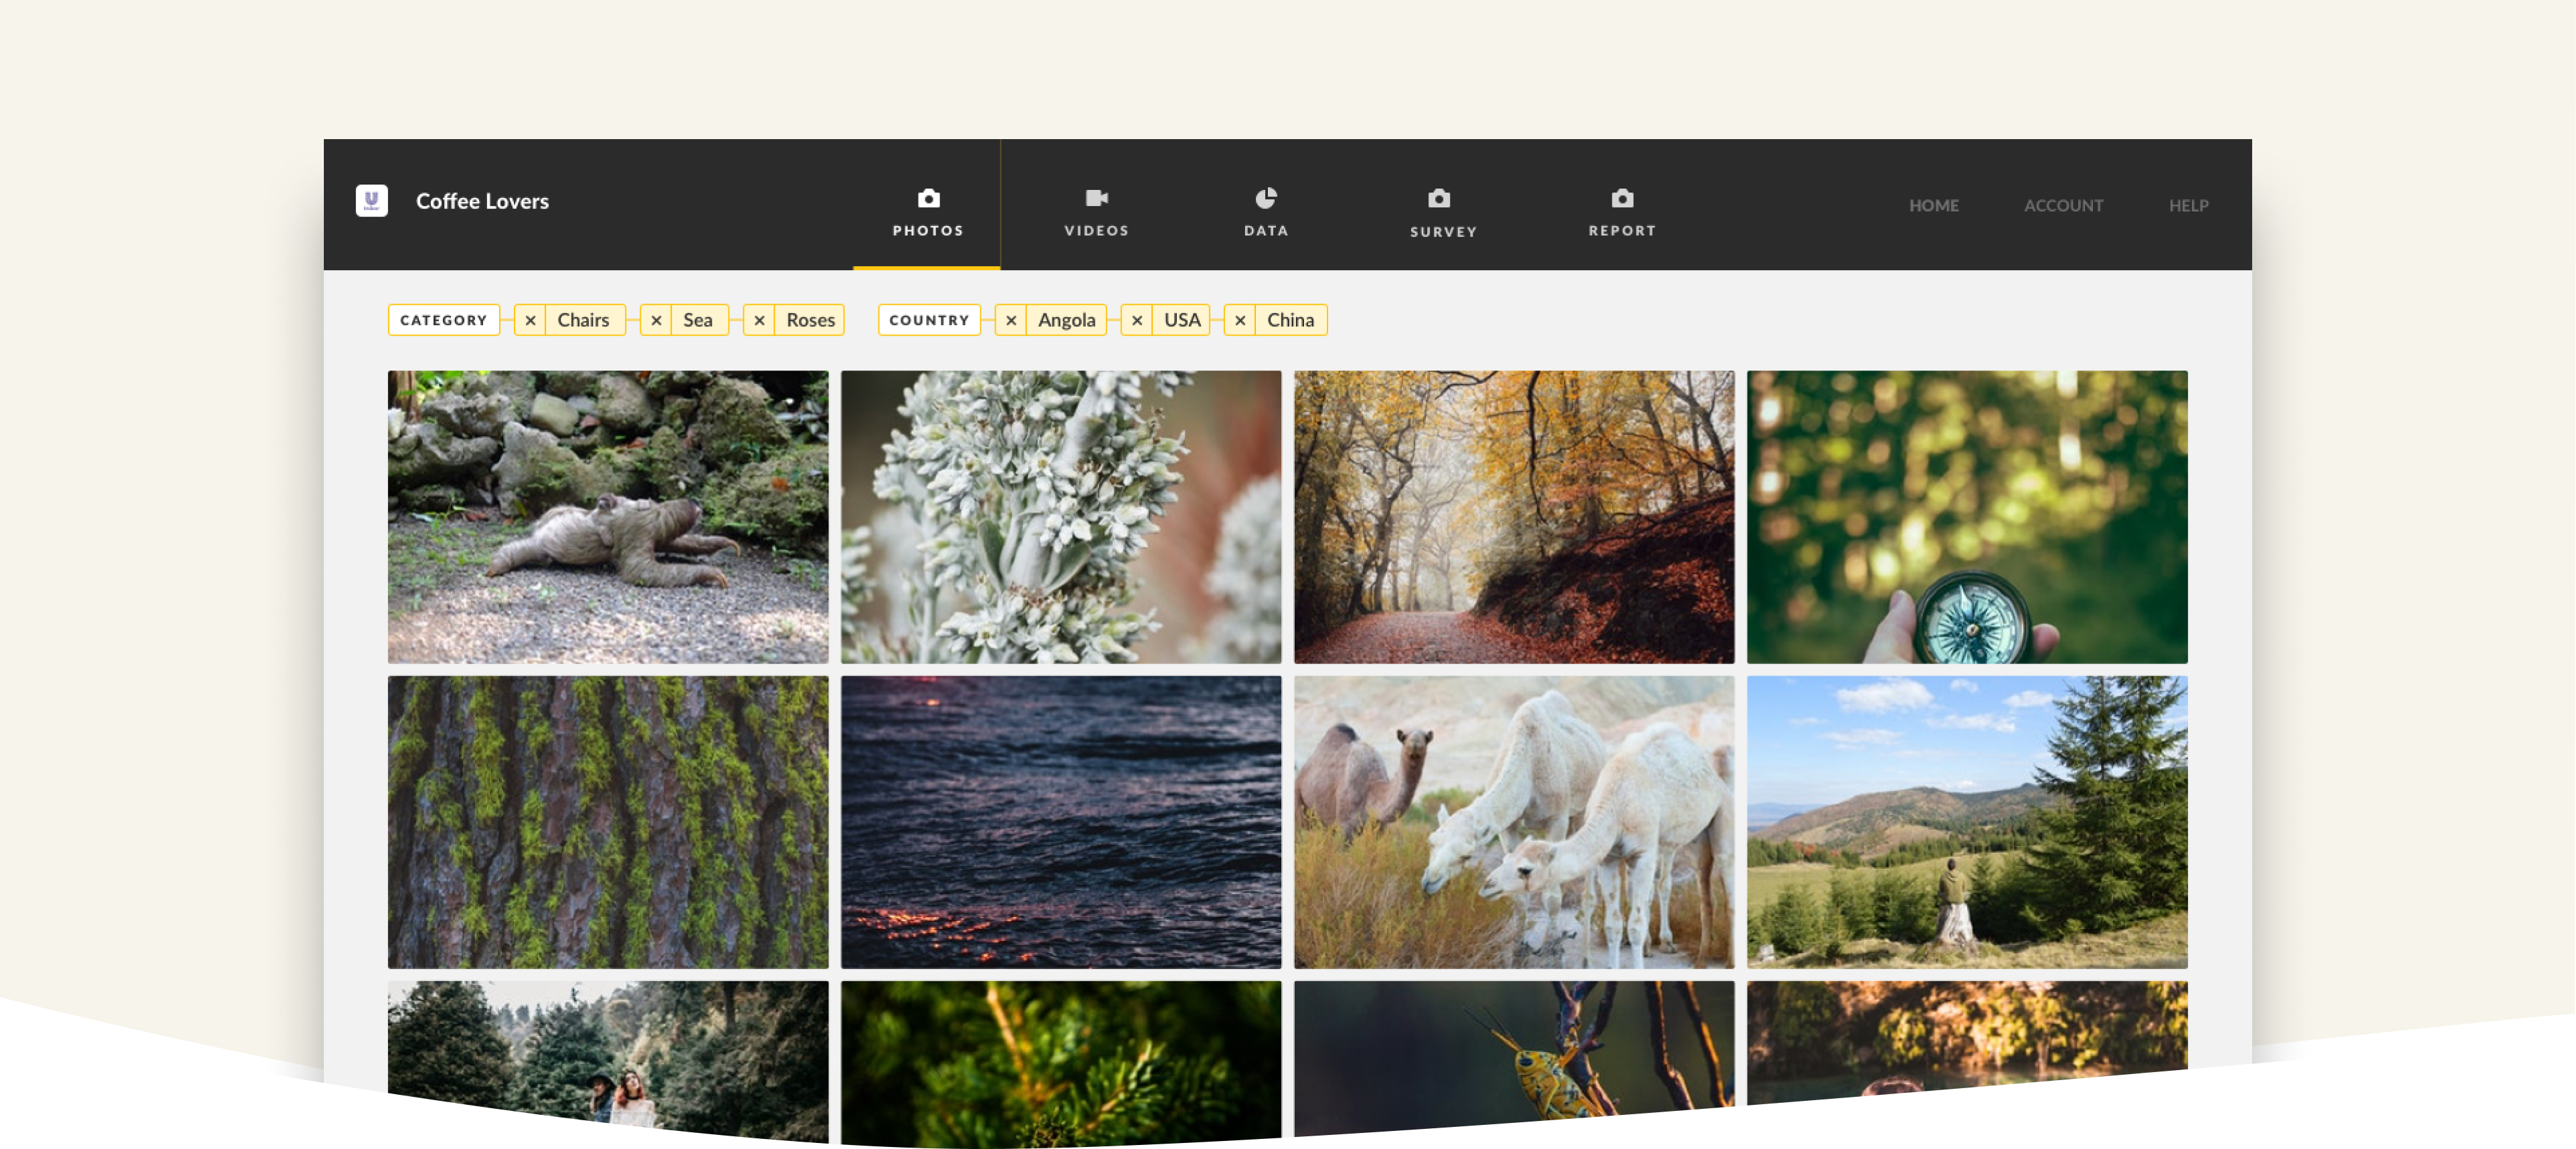 Coffee Lovers
PHOTOS
VIDEOS
DATA
SURVEY
REPORT
HOME
ACCOUNT
HELP
CATEGORY × Chairs × Sea × Roses
COUNTRY × Angola × USA × China